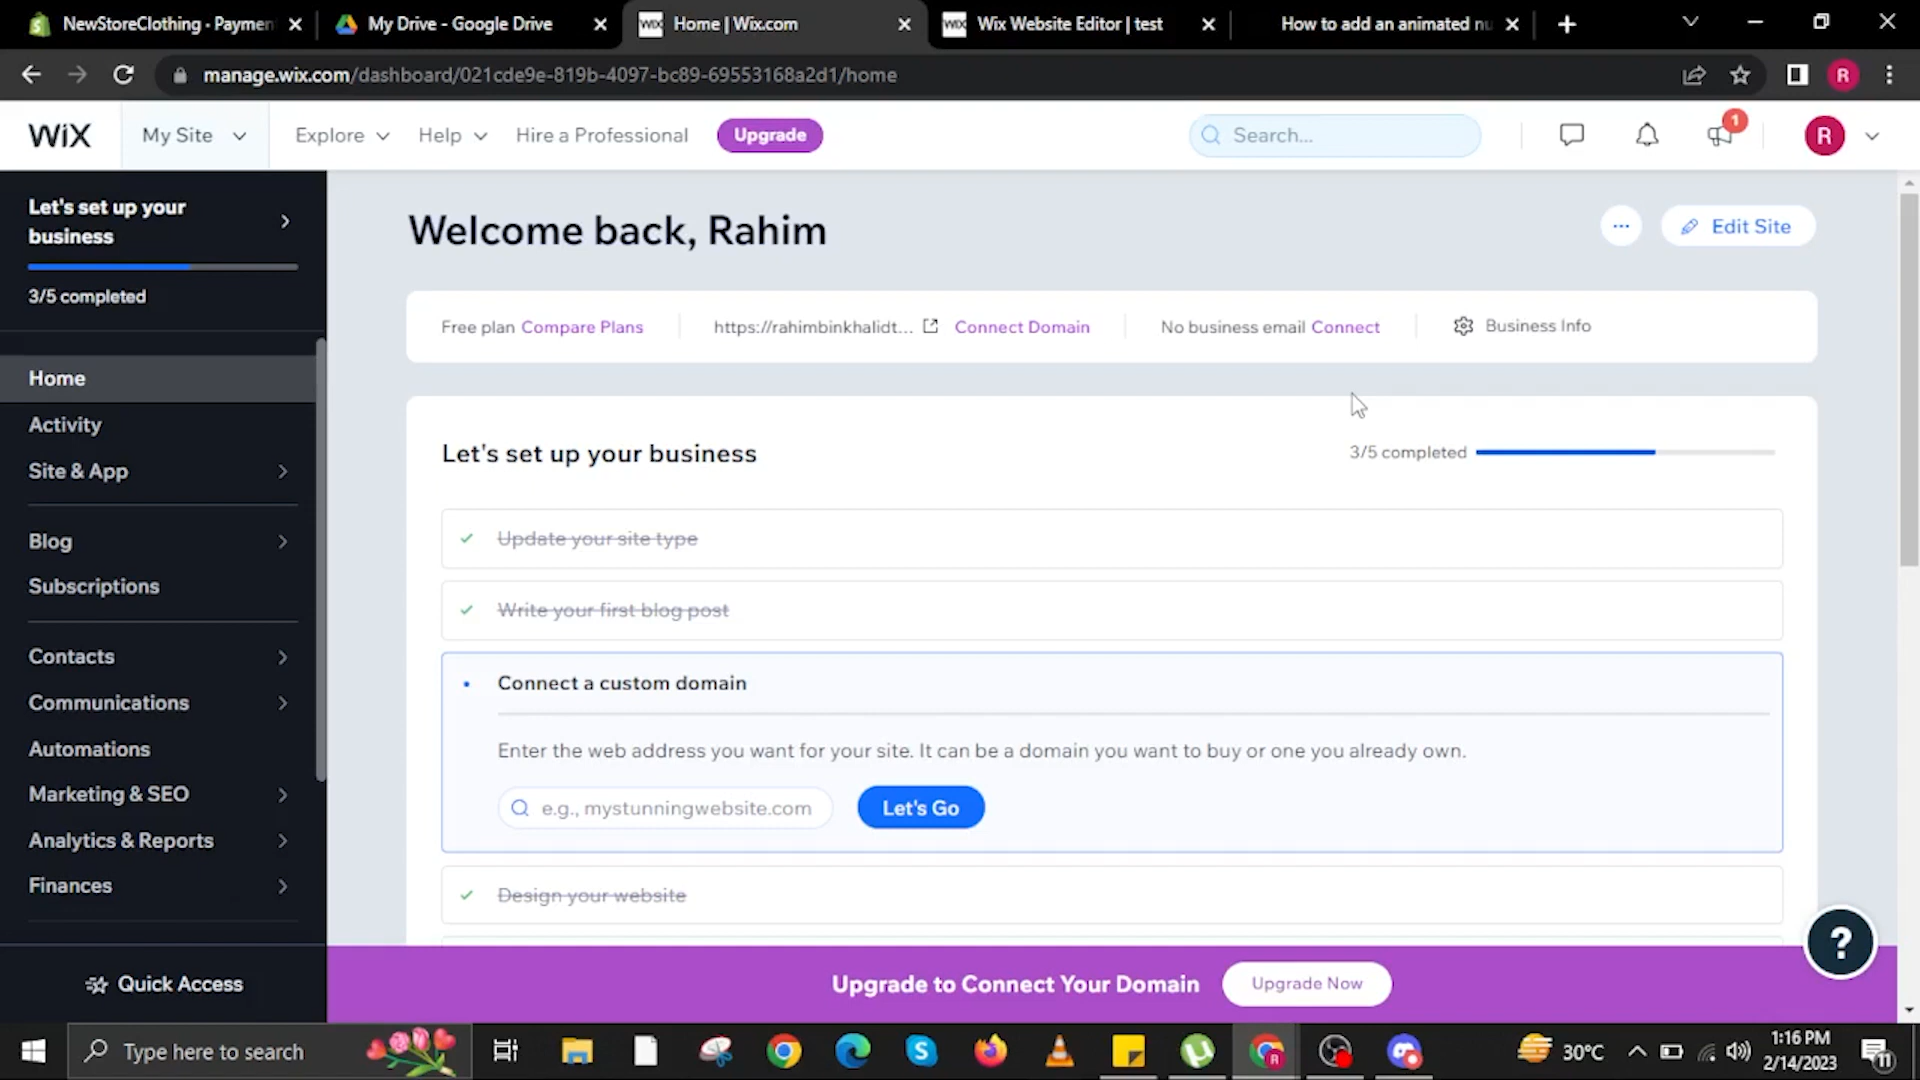 NewStoreClothing · Paymen
My Drive - Google Drive
WIX Home | Wix.com
WIX Wix Website Editor | test
How to add an animated nu
manage.wix.com/dashboard/021cde9e-819b-4097-bc89-69553168a2d1/home
R
WiX
My Site
Explore
Help
Hire a Professional
Upgrade
Search...
1
R
Let's set up your
business
3/5 completed
Home
Activity
Site & App
Blog
Subscriptions
Contacts
Communications
Automations
Marketing & SEO
Analytics & Reports
Finances
Quick Access
Welcome back, Rahim
... Edit Site
Free plan Compare Plans
https://rahimbinkhalidt... Connect Domain
No business email Connect
Business Info
Let's set up your business
3/5 completed
Update your site type
Write your first blog post
Connect a custom domain
Enter the web address you want for your site. It can be a domain you want to buy or one you already own.
e.g., mystunningwebsite.com
Let's Go
Design your website
?
Upgrade to Connect Your Domain
Upgrade Now
Type here to search
30°C
1:16 PM
2/14/2023
11